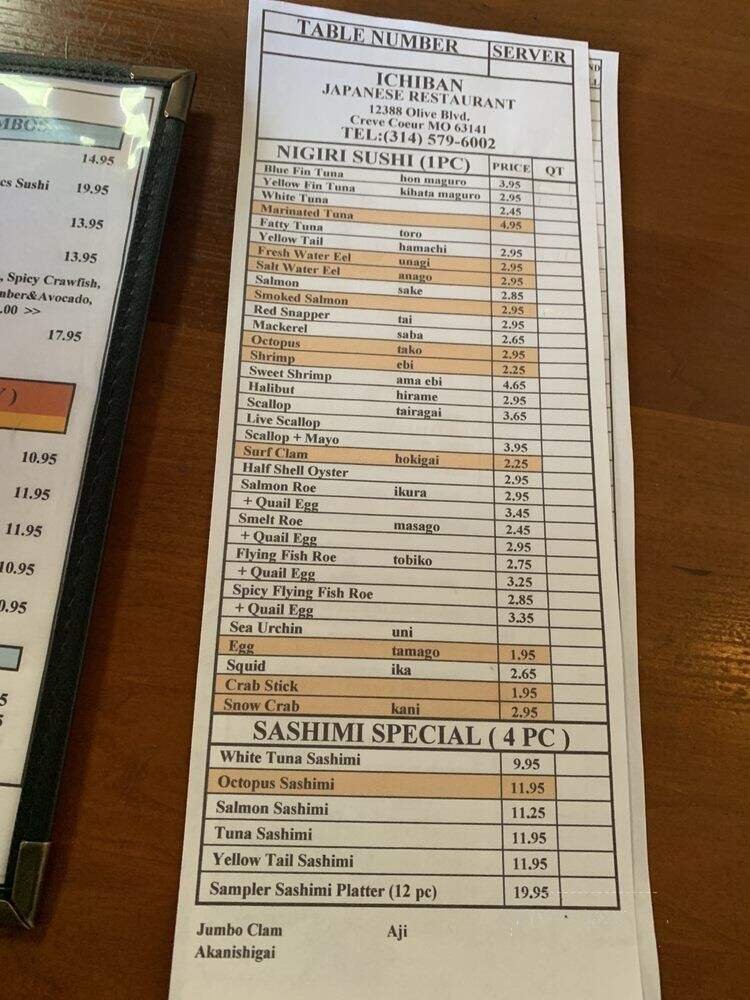 MBOS
14.95
cs Sushi 19.95
13.95
13.95
, Spicy Crawfish,
mber&Avocado,
.00 >>
17.95
)
10.95
11.95
11.95
10.95
0.95
5
TABLE NUMBER SERVER
ICHIBAN
JAPANESE RESTAURANT
12388 Olive Blvd.
Creve Coeur MO 63141
TEL:(314) 579-6002
NIGIRI SUSHI (1PC) PRICE QT
Blue Fin Tuna hon maguro 3.95
Yellow Fin Tuna kihata maguro 2.95
White Tuna 2.45
Marinated Tuna 4.95
Fatty Tuna toro
Yellow Tail hamachi 2.95
Fresh Water Eel unagi 2.95
Salt Water Eel anago 2.95
Salmon sake 2.85
Smoked Salmon 2.95
Red Snapper tai 2.95
Mackerel saba 2.65
Octopus tako 2.95
Shrimp ebi 2.25
Sweet Shrimp ama ebi 4.65
Halibut hirame 2.95
Scallop tairagai 3.65
Live Scallop
Scallop + Mayo 3.95
Surf Clam hokigai 2.25
Half Shell Oyster 2.95
Salmon Roe ikura 2.95
+ Quail Egg 3.45
Smelt Roe masago 2.45
+ Quail Egg 2.95
Flying Fish Roe tobiko 2.75
+ Quail Egg 3.25
Spicy Flying Fish Roe 2.85
+ Quail Egg 3.35
Sea Urchin uni
Egg tamago 1.95
Squid ika 2.65
Crab Stick 1.95
Snow Crab kani 2.95
SASHIMI SPECIAL ( 4 PC )
White Tuna Sashimi 9.95
Octopus Sashimi 11.95
Salmon Sashimi 11.25
Tuna Sashimi 11.95
Yellow Tail Sashimi 11.95
Sampler Sashimi Platter (12 pc) 19.95
Jumbo Clam Aji
Akanishigai